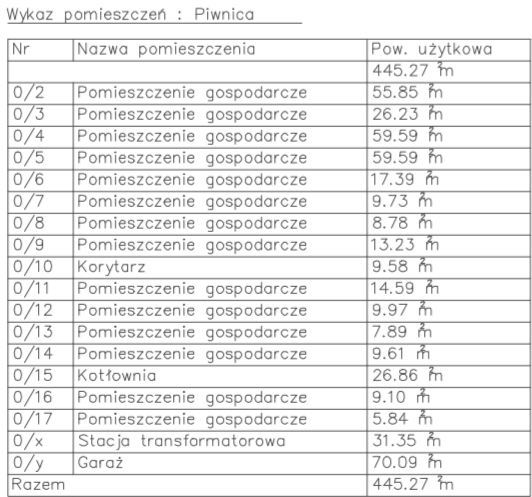 Wykaz pomieszczeń : Piwnica
Nr Nazwa pomieszczenia Pow. użytkowa
445.27 m²
0/2 Pomieszczenie gospodarcze 55.85 m²
0/3 Pomieszczenie gospodarcze 26.23 m²
0/4 Pomieszczenie gospodarcze 59.59 m²
0/5 Pomieszczenie gospodarcze 59.59 m²
0/6 Pomieszczenie gospodarcze 17.39 m²
0/7 Pomieszczenie gospodarcze 9.73 m²
0/8 Pomieszczenie gospodarcze 8.78 m²
0/9 Pomieszczenie gospodarcze 13.23 m²
0/10 Korytarz 9.58 m²
0/11 Pomieszczenie gospodarcze 14.59 m²
0/12 Pomieszczenie gospodarcze 9.97 m²
0/13 Pomieszczenie gospodarcze 7.89 m²
0/14 Pomieszczenie gospodarcze 9.61 m²
0/15 Kotłownia 26.86 m²
0/16 Pomieszczenie gospodarcze 9.10 m²
0/17 Pomieszczenie gospodarcze 5.84 m²
0/x Stacja transformatorowa 31.35 m²
0/y Garaż 70.09 m²
Razem 445.27 m²